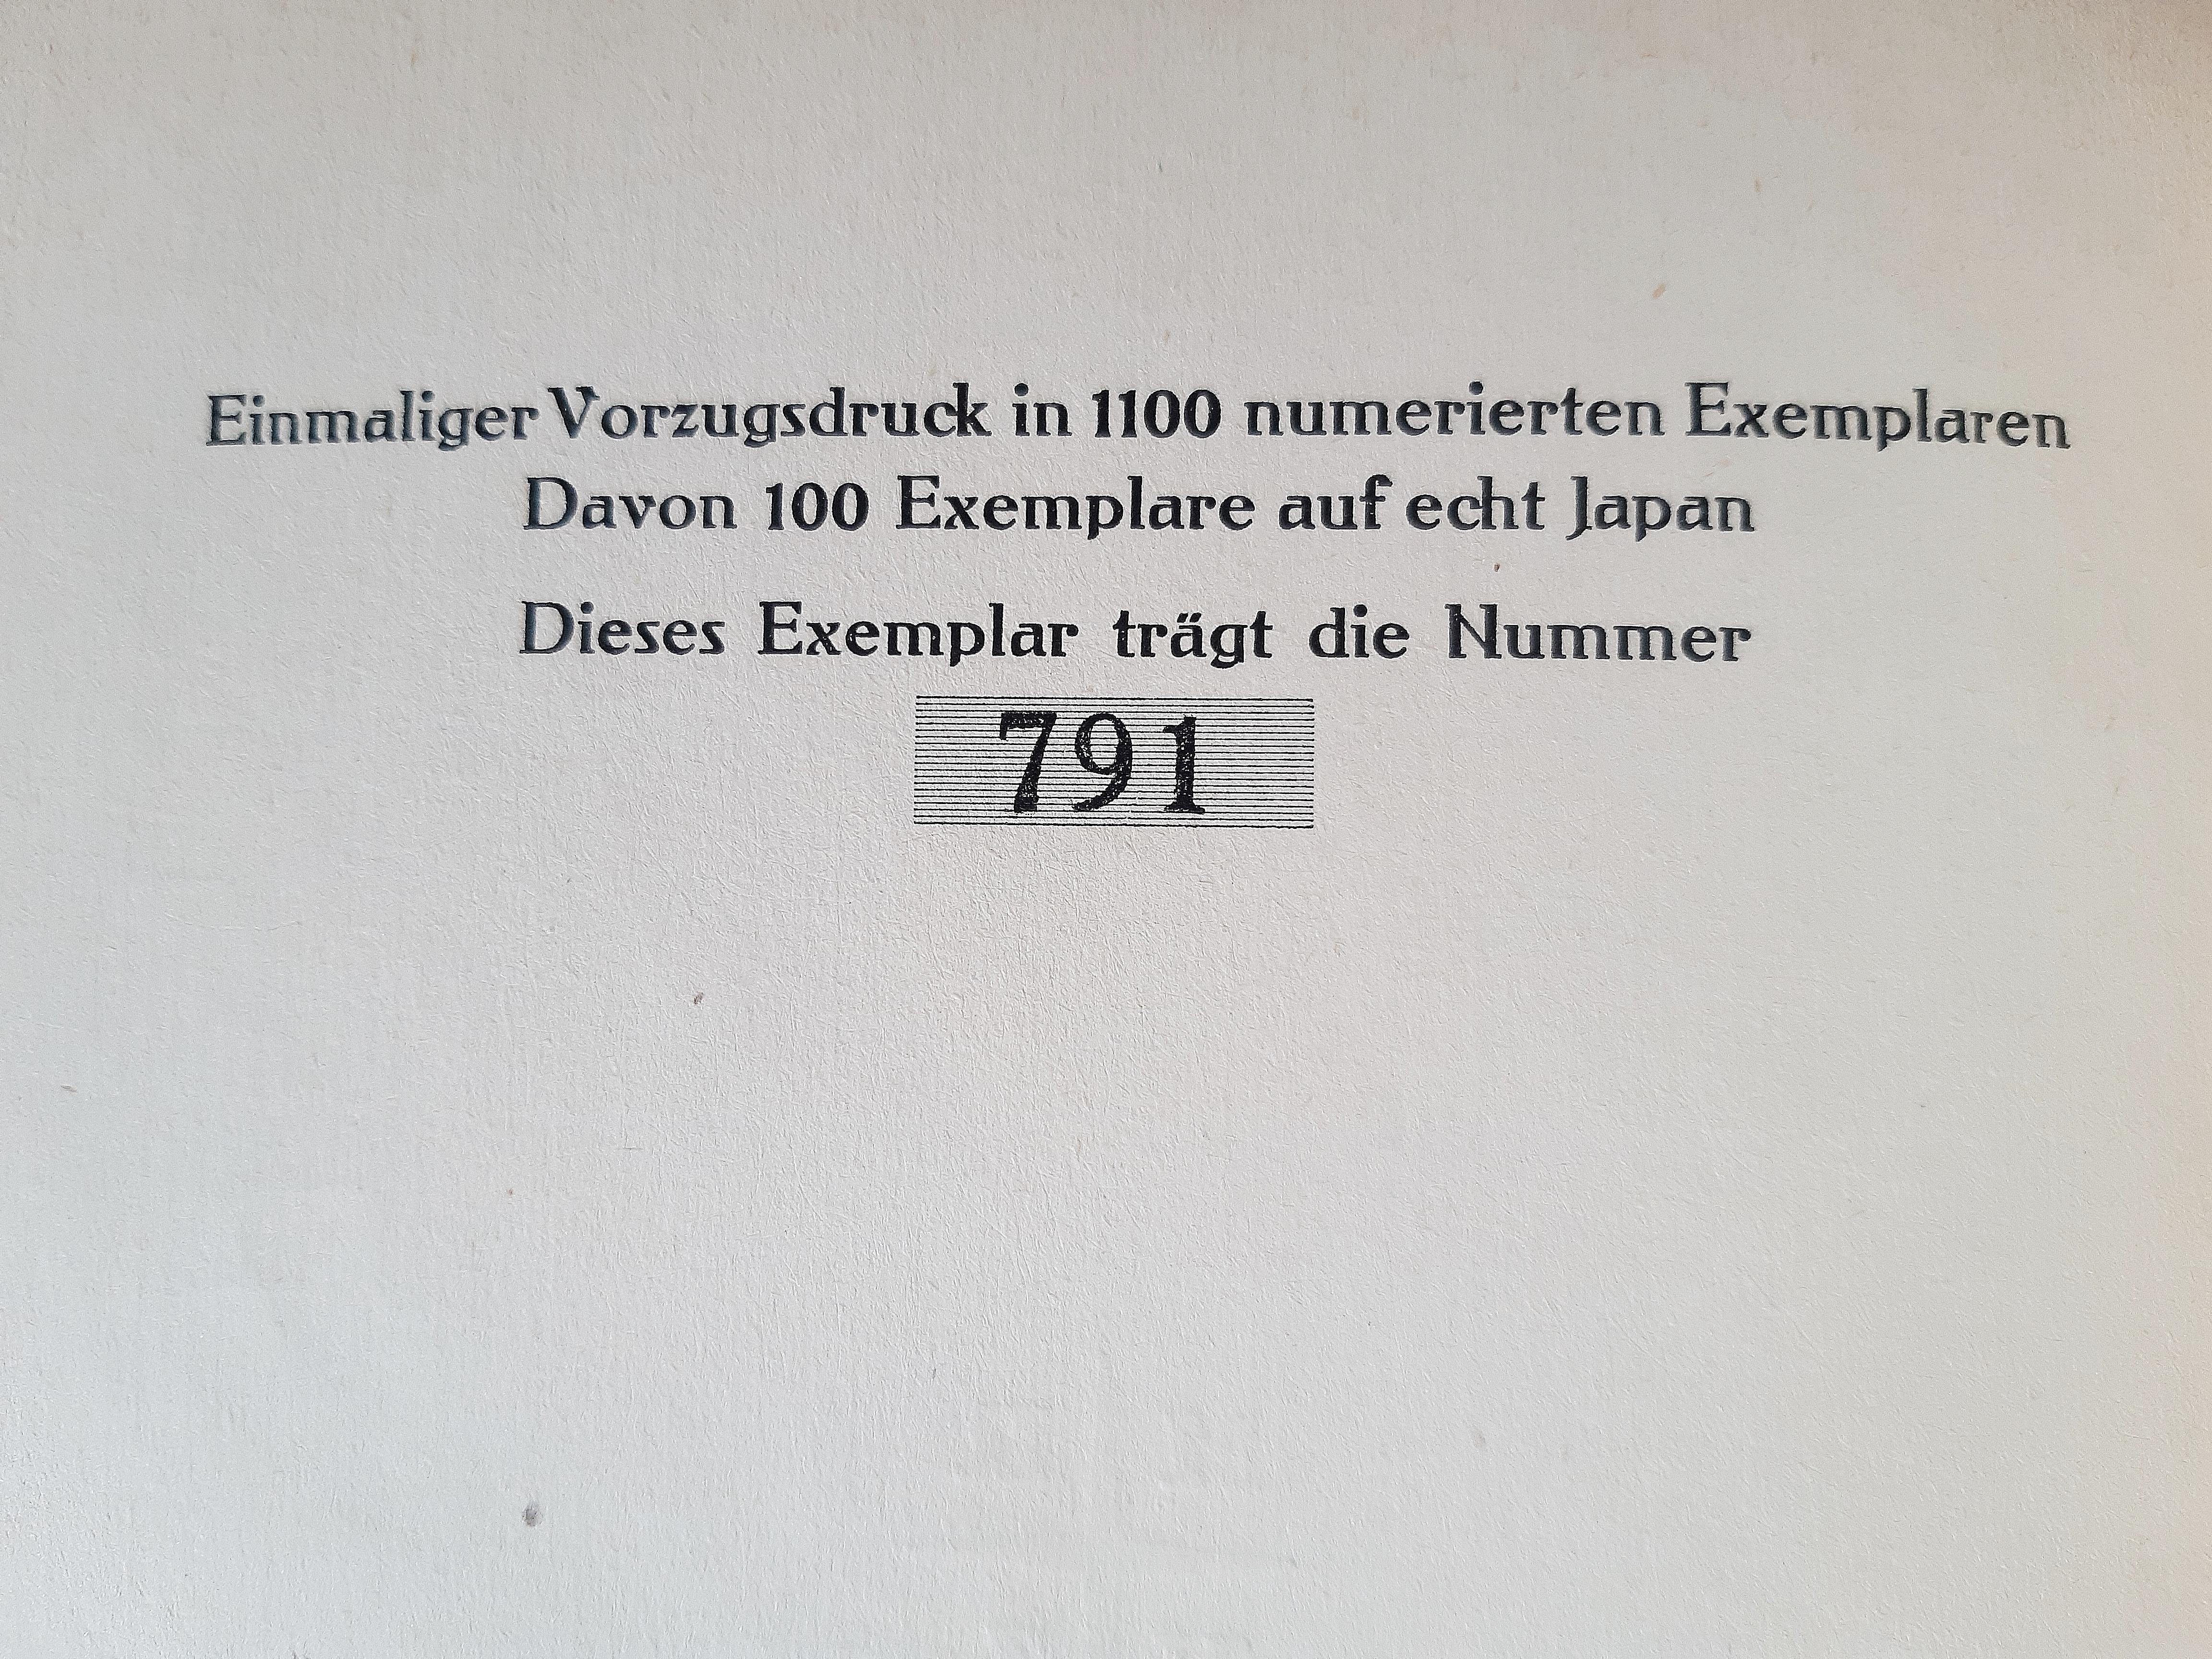 Einmaliger Vorzugsdruck in 1100 numerierten Exemplaren
Davon 100 Exemplare auf echt Japan
Dieses Exemplar trägt die Nummer
791